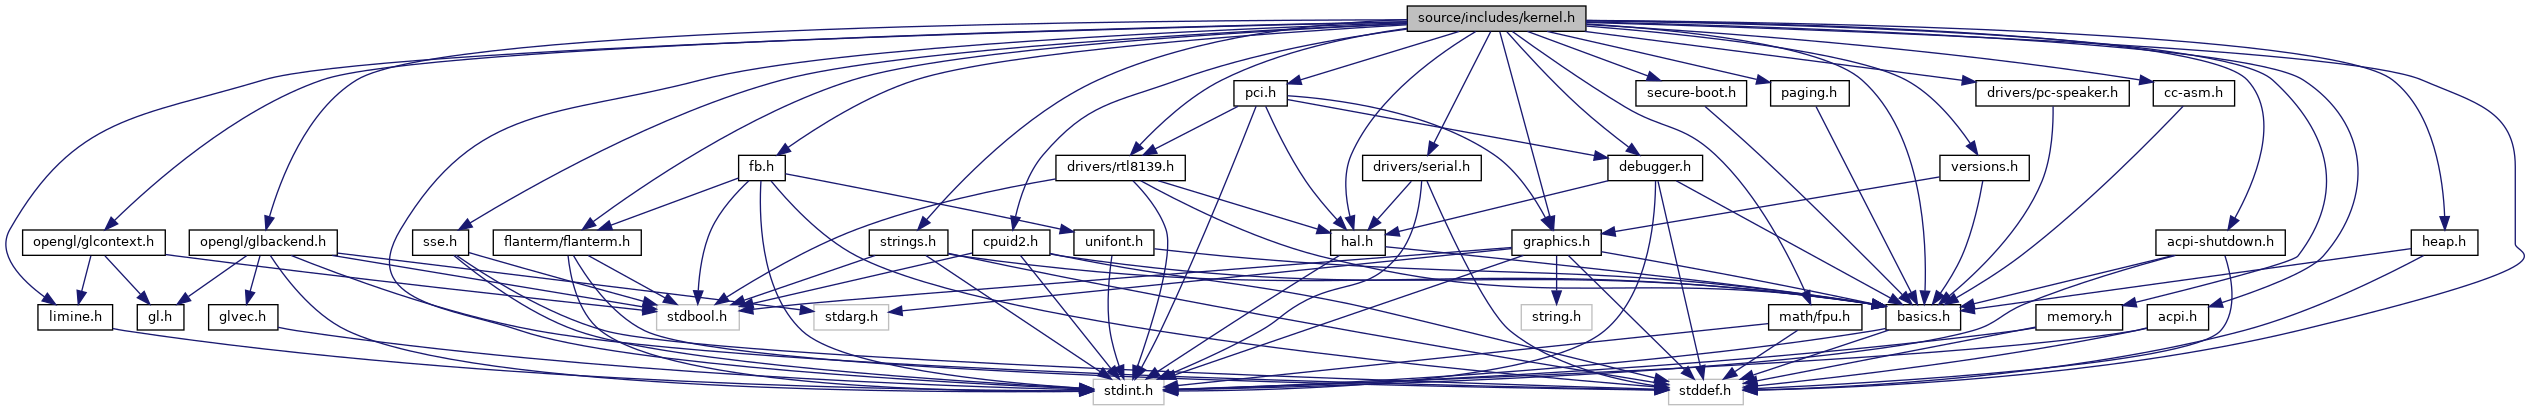 source/includes/kernel.h
pci.h
secure-boot.h
paging.h
drivers/pc-speaker.h
cc-asm.h
fb.h
drivers/rtl8139.h
drivers/serial.h
debugger.h
versions.h
opengl/glcontext.h
opengl/glbackend.h
sse.h
flanterm/flanterm.h
strings.h
cpuid2.h
unifont.h
hal.h
graphics.h
acpi-shutdown.h
heap.h
limine.h
gl.h
glvec.h
stdbool.h
stdarg.h
string.h
math/fpu.h
basics.h
memory.h
acpi.h
stdint.h
stddef.h